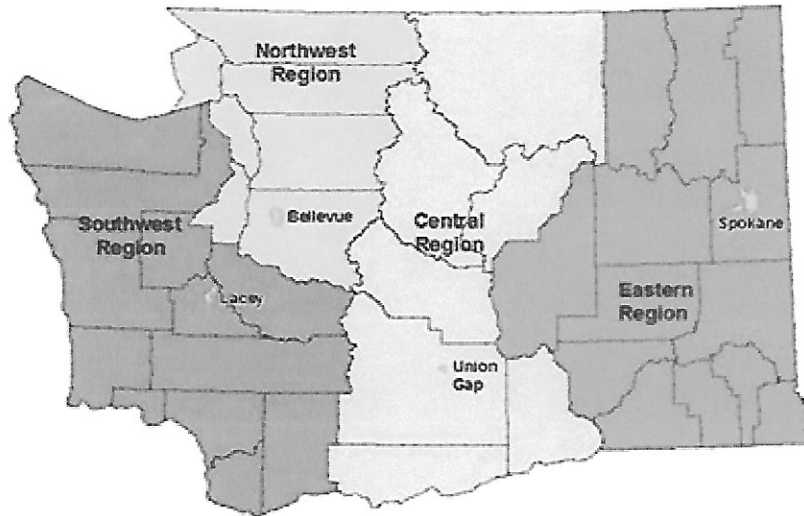 Northwest
Region
Bellevue
Southwest
Region
Central
Region
Spokane
Lacey
Eastern
Region
Union
Gap